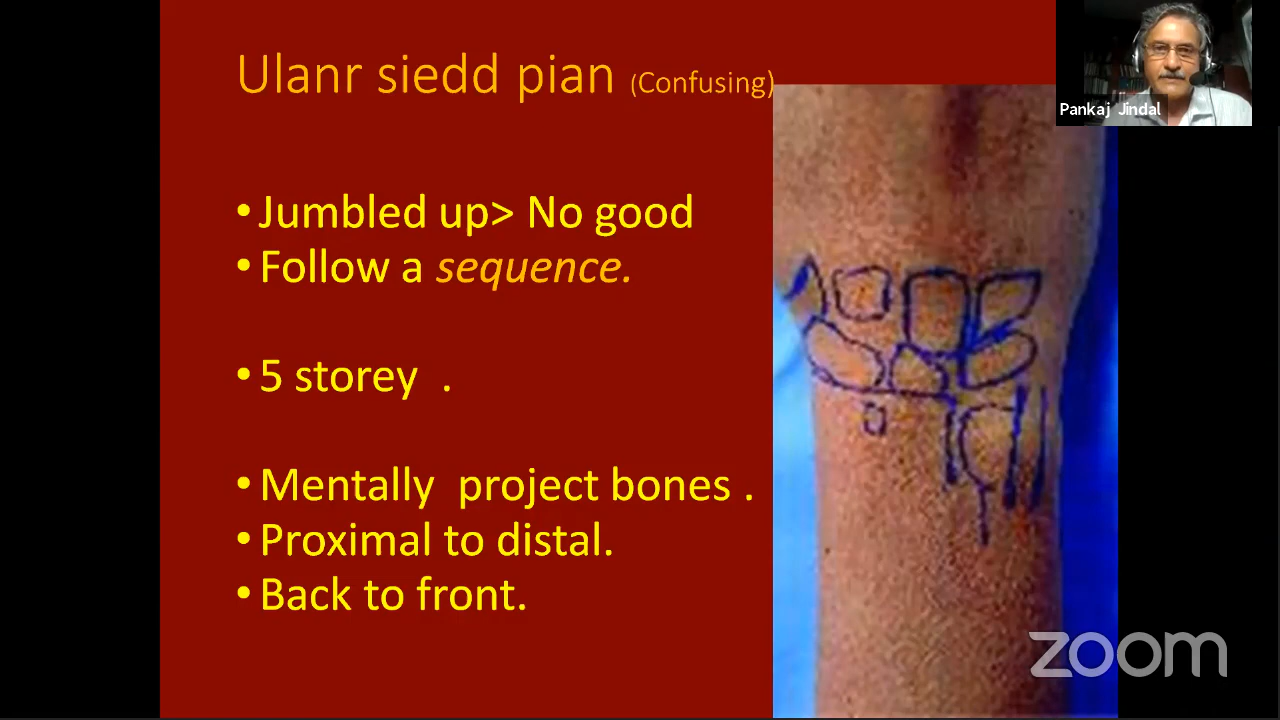 Ulanr siedd pian (Confusing)
Pankaj Jindal
• Jumbled up> No good
• Follow a sequence.
• 5 storey .
• Mentally project bones .
• Proximal to distal.
• Back to front.
zoom